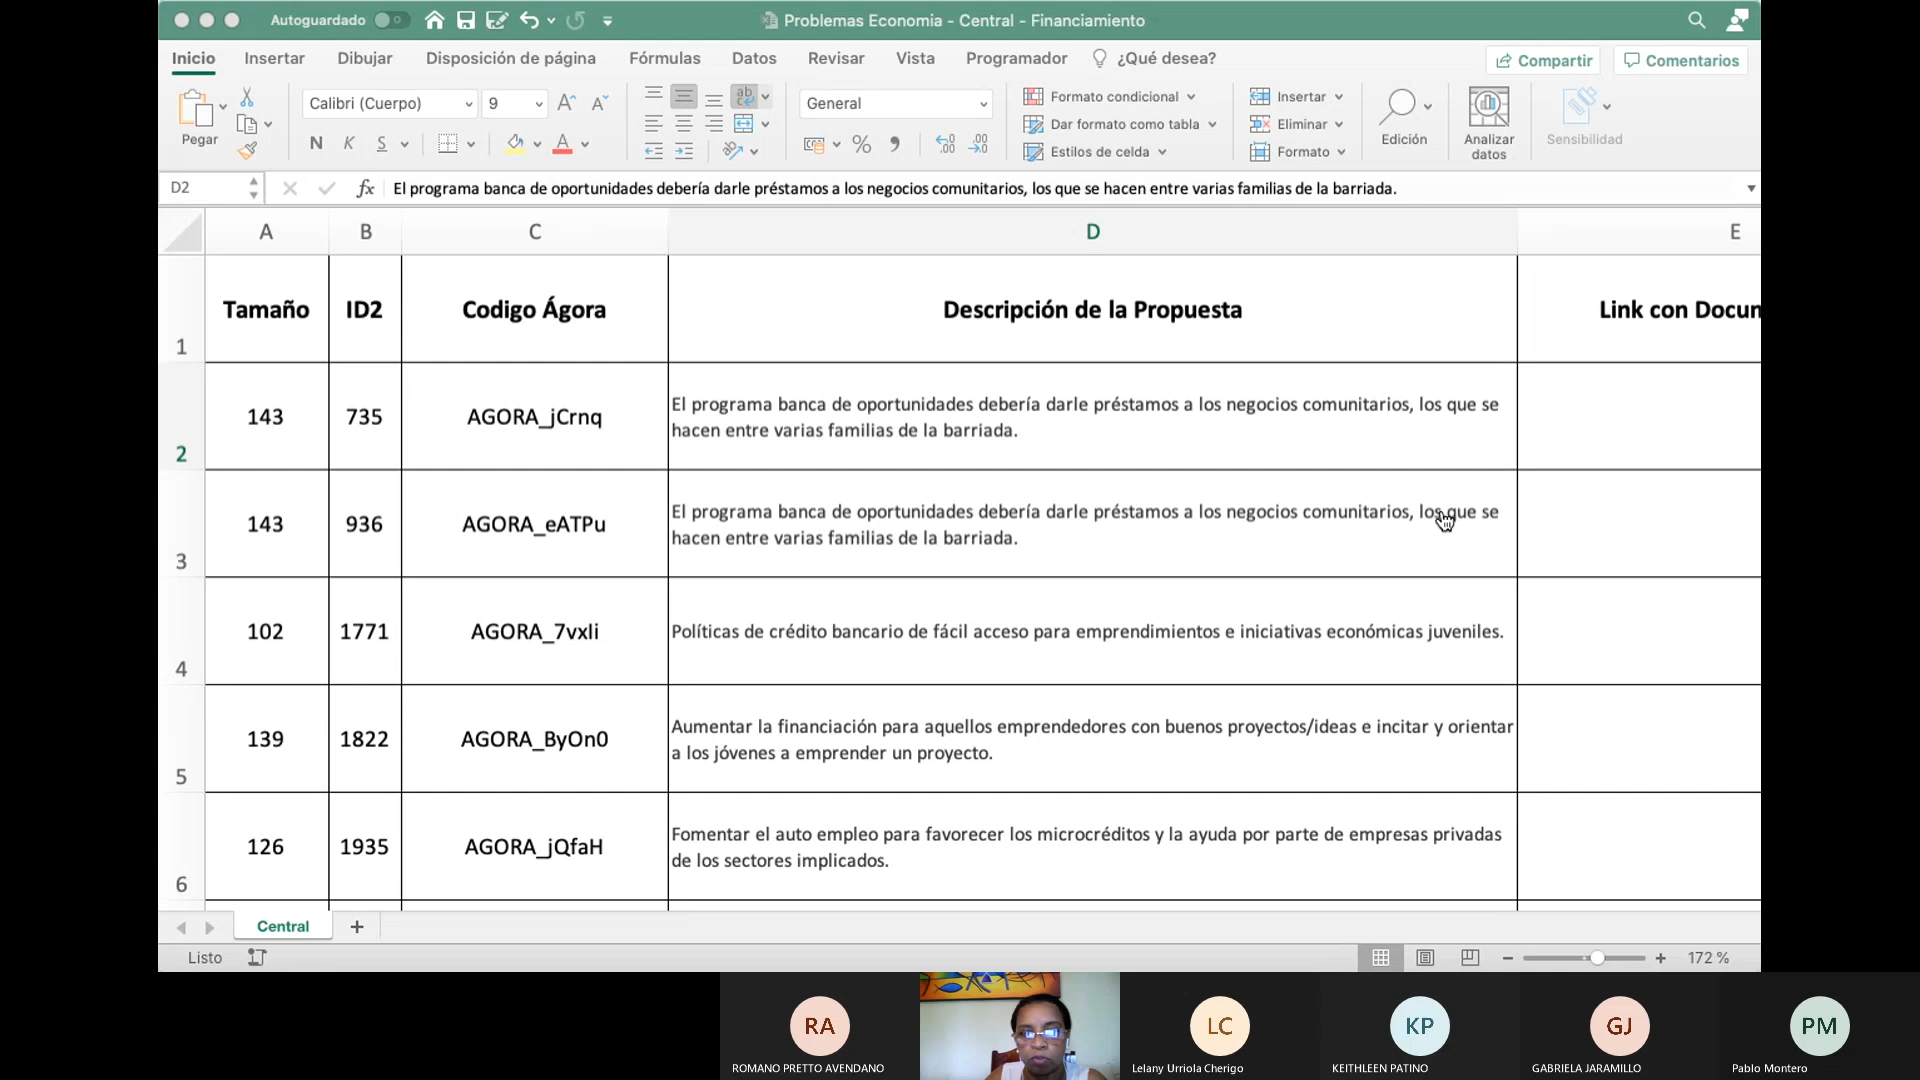 Autoguardado
Problemas Economia - Central - Financiamiento
Inicio Insertar Dibujar Disposición de página Fórmulas Datos Revisar Vista Programador ¿Qué desea? Compartir Comentarios
Pegar
Calibri (Cuerpo) 9
N K S A
ab
General
%
Formato condicional
Dar formato como tabla
Estilos de celda
Insertar
Eliminar
Formato
Edición
Analizar
datos
Sensibilidad
D2 fx El programa banca de oportunidades debería darle préstamos a los negocios comunitarios, los que se hacen entre varias familias de la barriada.
A B C D E
1 Tamaño ID2 Codigo Ágora Descripción de la Propuesta Link con Docum
2 143 735 AGORA_jCrnq El programa banca de oportunidades debería darle préstamos a los negocios comunitarios, los que se
hacen entre varias familias de la barriada.
3 143 936 AGORA_eATPu El programa banca de oportunidades debería darle préstamos a los negocios comunitarios, los que se
hacen entre varias familias de la barriada.
4 102 1771 AGORA_7vxli Políticas de crédito bancario de fácil acceso para emprendimientos e iniciativas económicas juveniles.
5 139 1822 AGORA_ByOn0 Aumentar la financiación para aquellos emprendedores con buenos proyectos/ideas e incitar y orientar
a los jóvenes a emprender un proyecto.
6 126 1935 AGORA_jQfaH Fomentar el auto empleo para favorecer los microcréditos y la ayuda por parte de empresas privadas
de los sectores implicados.
Central
Listo
172 %
RA LC KP GJ PM
ROMANO PRETTO AVENDANO Lelany Urriola Cherigo KEITHLEEN PATINO GABRIELA JARAMILLO Pablo Montero